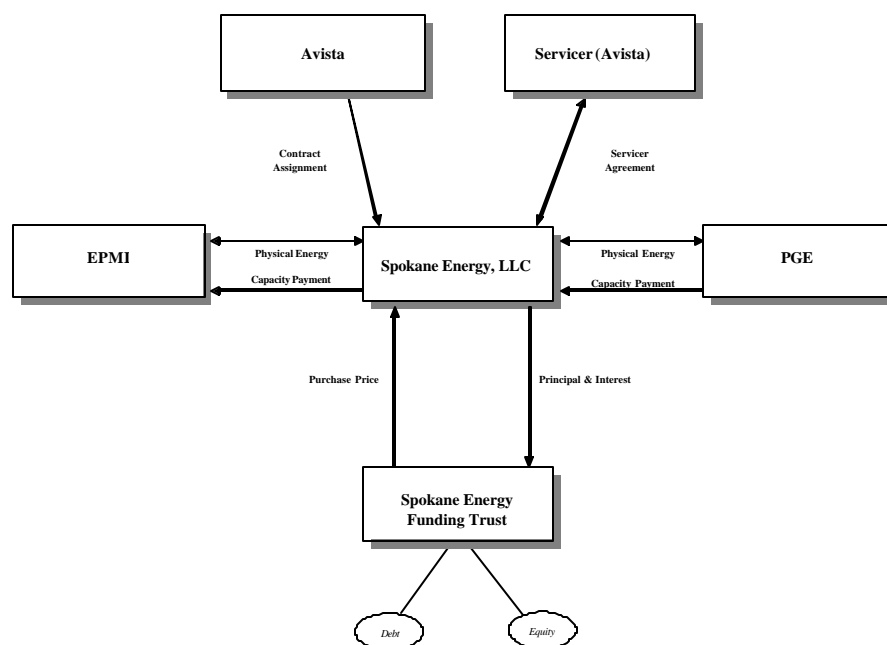 Avista
Servicer (Avista)
Contract
Assignment
Servicer
Agreement
EPMI
Physical Energy
Capacity Payment
Spokane Energy, LLC
Physical Energy
Capacity Payment
PGE
Purchase Price
Principal & Interest
Spokane Energy
Funding Trust
Debt
Equity